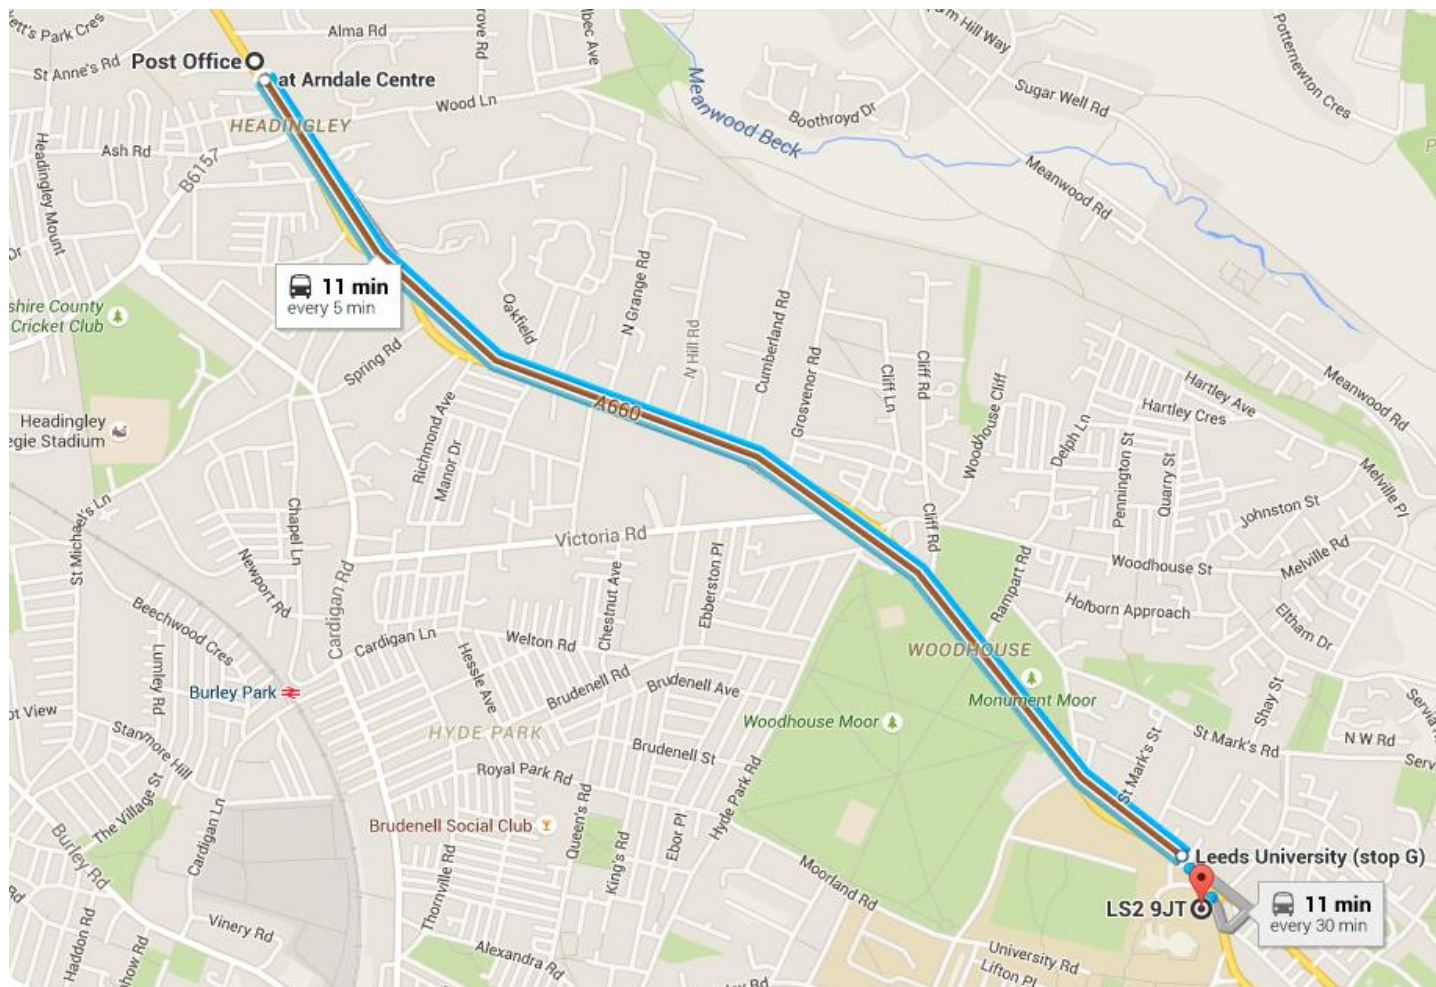 ett's Park Cres
Alma Rd
St Anne's Rd
Post Office
at Arndale Centre
Wood Ln
HEADINGLEY
Ash Rd
B6157
Headingley Mount
Meanwood Beck
Boothroyd Dr
Sugar Well Rd
Hill Way
Potternewton Cres
Meanwood Rd
11 min
every 5 min
shire County
Cricket Club
Oakfield
N Grange Rd
N Hill Rd
Cumberland Rd
Grosvenor Rd
Cliff Ln
Cliff Rd
Woodhouse Cliff
Spring Rd
Hartley Ave
Hartley Cres
Meanwood Rd
Headingley
egie Stadium
Richmond Ave
Manor Dr
A660
Delph Ln
Pennington St
Quarry St
Melville Pl
Johnston St
St Michael's Ln
Chapel Ln
Victoria Rd
Cliff Rd
Woodhouse St
Melville Rd
Newport Rd
Cardigan Rd
Chestnut Ave
Ebberston Pl
Rampart Rd
Holborn Approach
Eltham Dr
Beechwood Cres
Cardigan Ln
Welton Rd
WOODHOUSE
Lumley Rd
Burley Park
Hessle Ave
Brudenell Rd
Brudenell Ave
Monument Moor
Shay St
ot View
HYDE PARK
Woodhouse Moor
St Mark's St
St Mark's Rd
N W Rd
Servia
Serv
Stanmore Hill
Brudenell St
Royal Park Rd
Hyde Park Rd
The Village St
Cardigan Ln
Brudenell Social Club
Queen's Rd
King's Rd
Ebor Pl
Burley Rd
Thornville Rd
Moorland Rd
Leeds University (stop G)
LS2 9JT
11 min
every 30 min
Haddon Rd
Vinery Rd
Alexandra Rd
University Rd
Lifton Pl